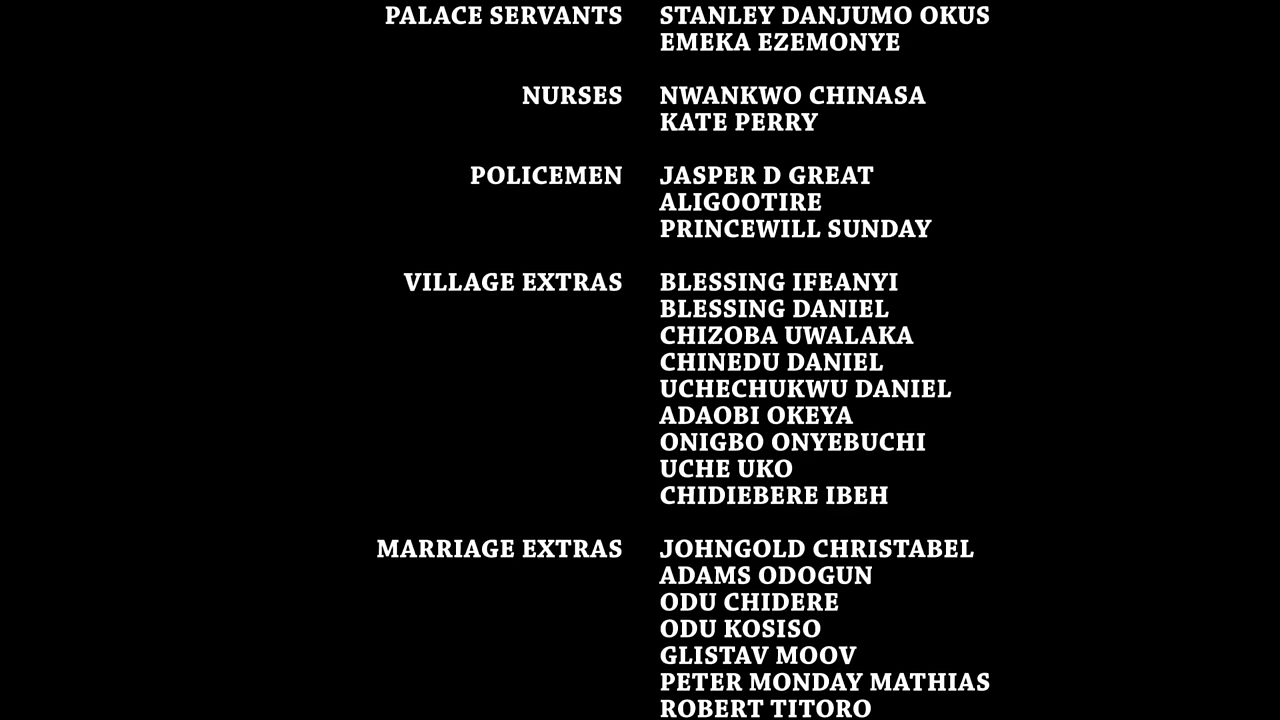 PALACE SERVANTS STANLEY DANJUMO OKUS
EMEKA EZEMONYE
NURSES NWANKWO CHINASA
KATE PERRY
POLICEMEN JASPER D GREAT
ALIGOOTIRE
PRINCEWILL SUNDAY
VILLAGE EXTRAS BLESSING IFEANYI
BLESSING DANIEL
CHIZOBA UWALAKA
CHINEDU DANIEL
UCHECHUKWU DANIEL
ADAOBI OKEYA
ONIGBO ONYEBUCHI
UCHE UKO
CHIDIEBERE IBEH
MARRIAGE EXTRAS JOHNGOLD CHRISTABEL
ADAMS ODOGUN
ODU CHIDERE
ODU KOSISO
GLISTAV MOOV
PETER MONDAY MATHIAS
ROBERT TITORO